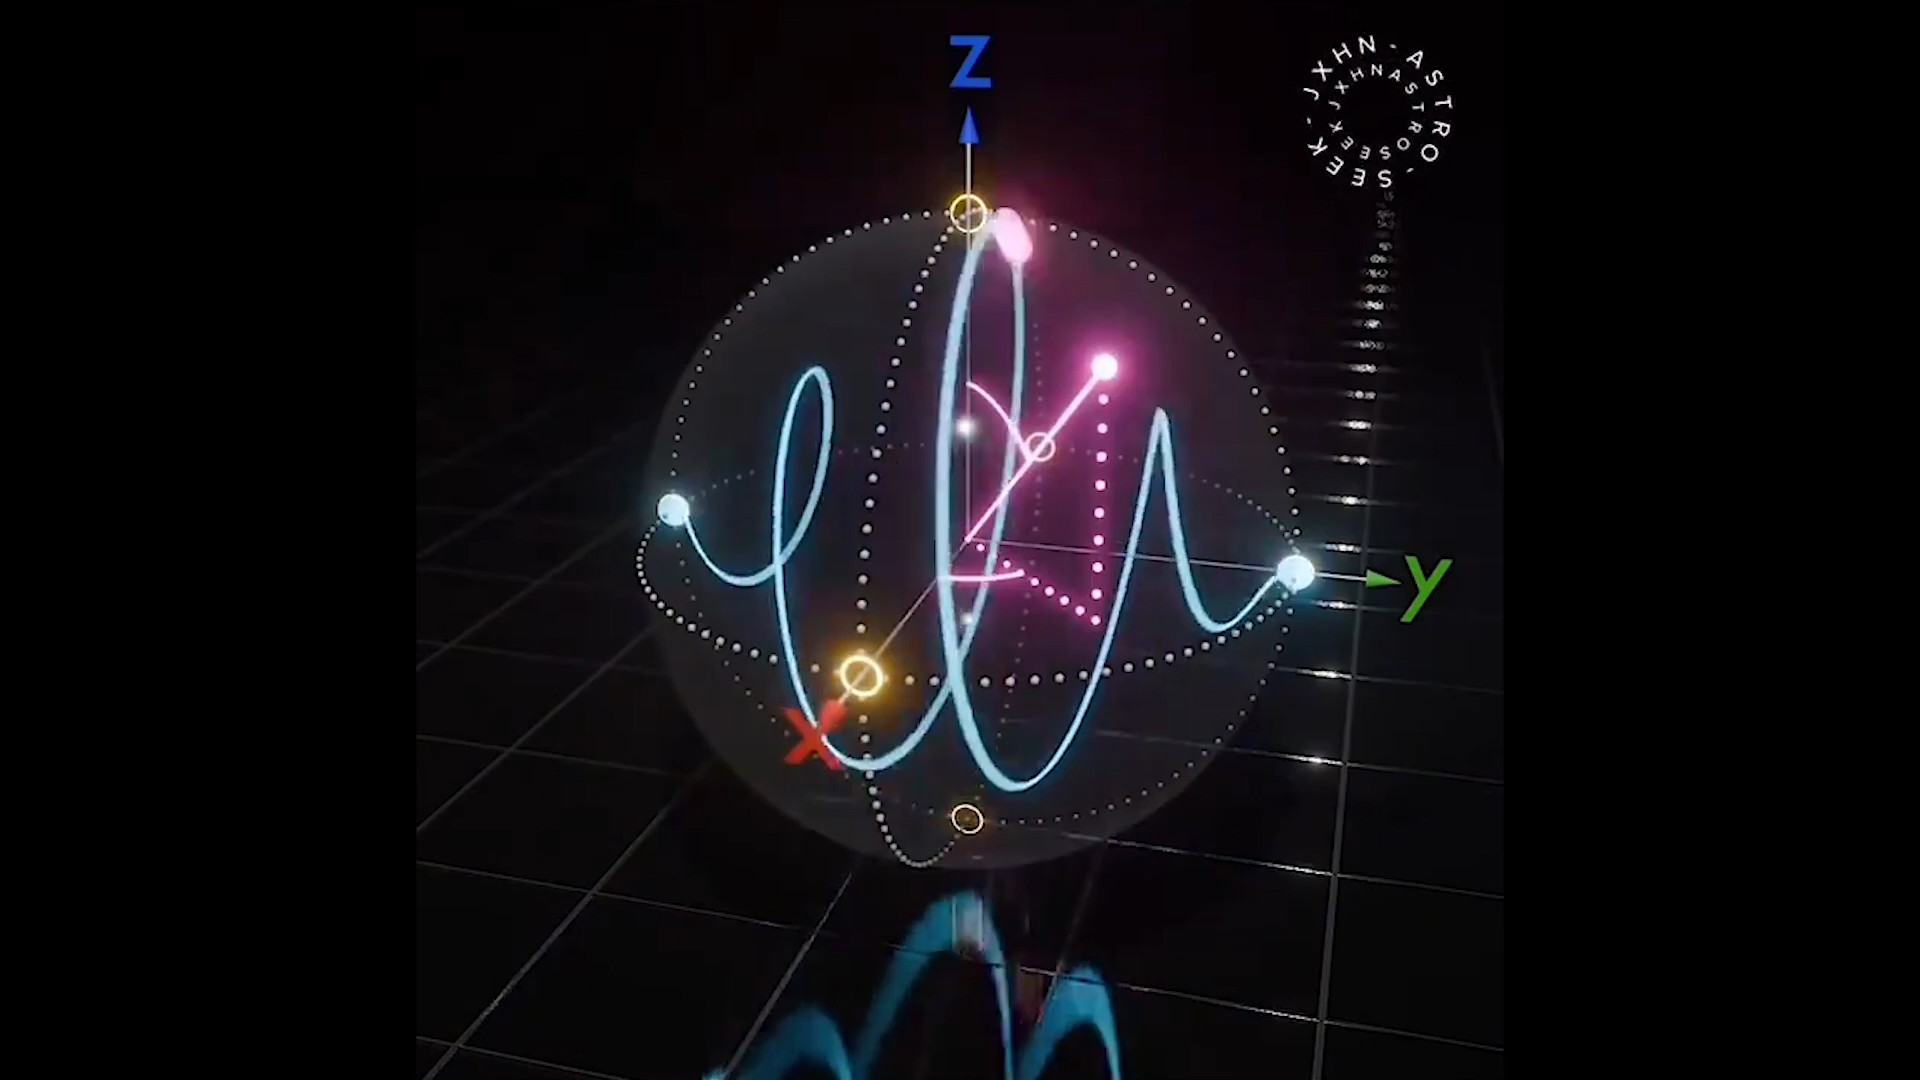 Z
JXHN - ASTRO - SEEK -
JXHNASTROSEEK
y
X